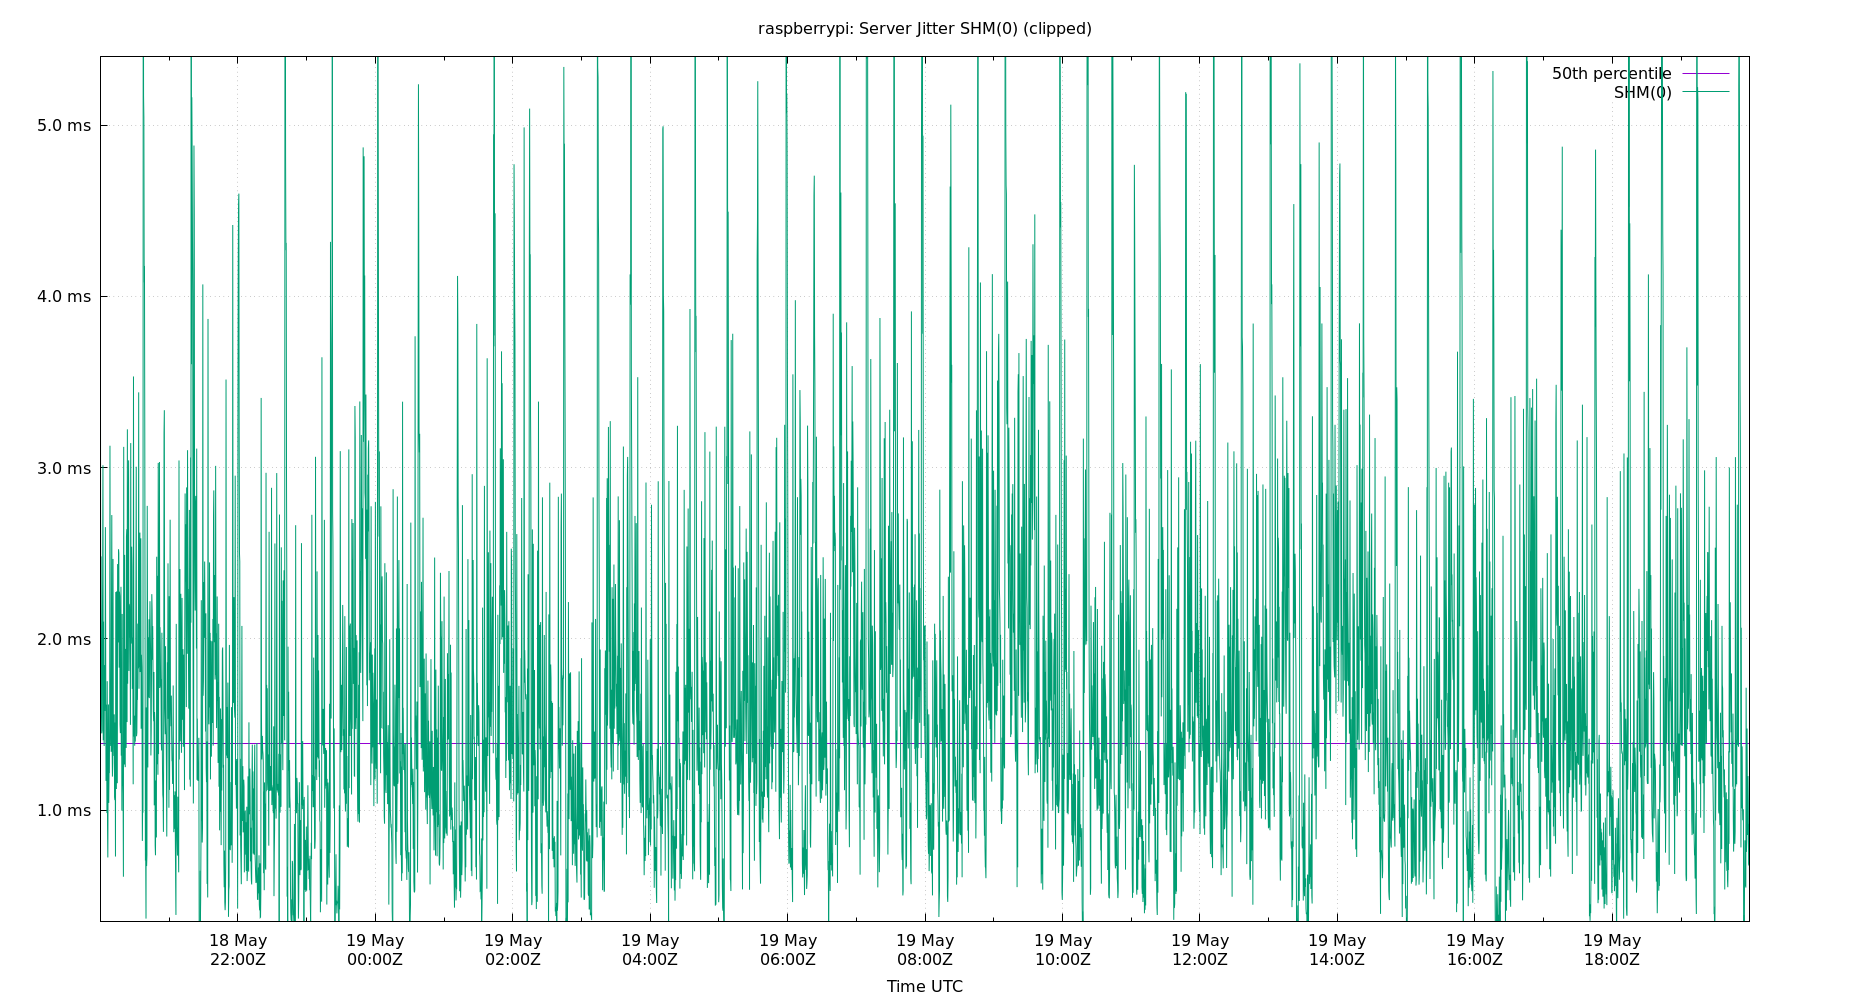 raspberrypi: Server Jitter SHM(0) (clipped)
50th percentile
SHM(0)
5.0 ms
4.0 ms
3.0 ms
2.0 ms
1.0 ms
18 May 19 May 19 May 19 May 19 May 19 May 19 May 19 May 19 May 19 May 19 May
22:00Z 00:00Z 02:00Z 04:00Z 06:00Z 08:00Z 10:00Z 12:00Z 14:00Z 16:00Z 18:00Z
Time UTC